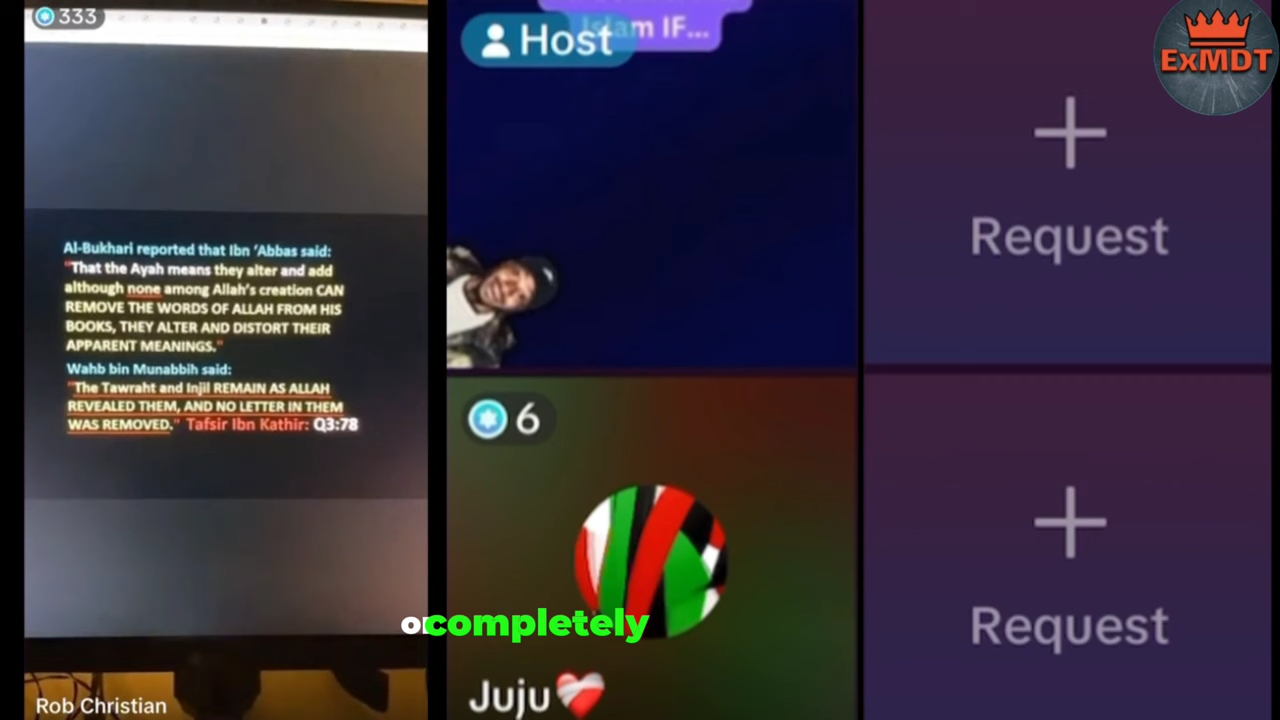 333
Al-Bukhari reported that Ibn ‘Abbas said:
"That the Ayah means they alter and add
although none among Allah's creation CAN
REMOVE THE WORDS OF ALLAH FROM HIS
BOOKS, THEY ALTER AND DISTORT THEIR
APPARENT MEANINGS."
Wahb bin Munabbih said:
"The Tawraht and Injil REMAIN AS ALLAH
REVEALED THEM, AND NO LETTER IN THEM
WAS REMOVED." Tafsir Ibn Kathir: Q3:78
Rob Christian
Islam IF...
Host
6
Juju
completely
Request
Request
ExMDT